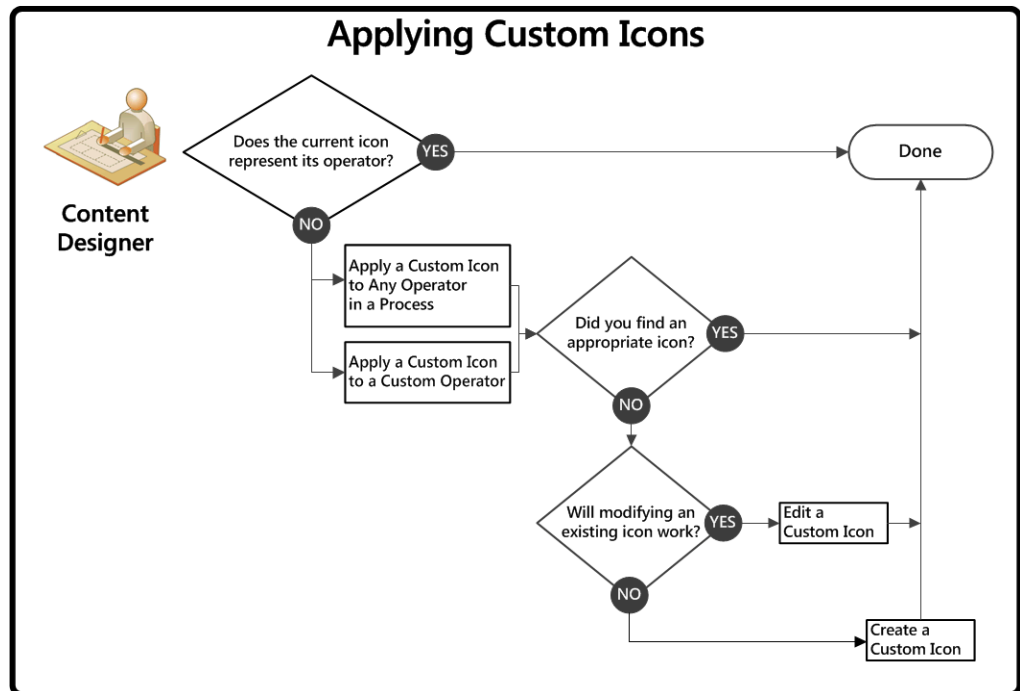 Applying Custom Icons
Content
Designer
Does the current icon
represent its operator?
YES
Done
NO
Apply a Custom Icon
to Any Operator
in a Process
Apply a Custom Icon
to a Custom Operator
Did you find an
appropriate icon?
YES
NO
Will modifying an
existing icon work?
YES
Edit a
Custom Icon
NO
Create a
Custom Icon